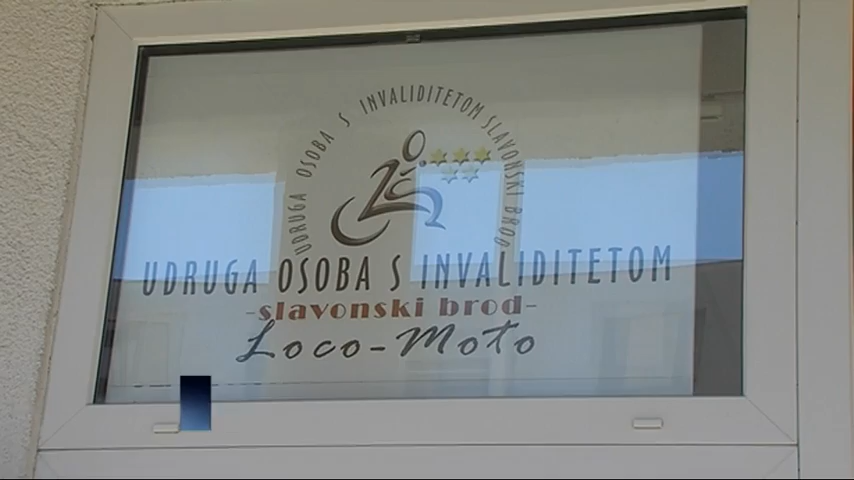 UDRUGA OSOBA S INVALIDITETOM SLAVONSKI BROD
UDRUGA OSOBA S INVALIDITETOM
-slavonski brod-
Loco-Moto